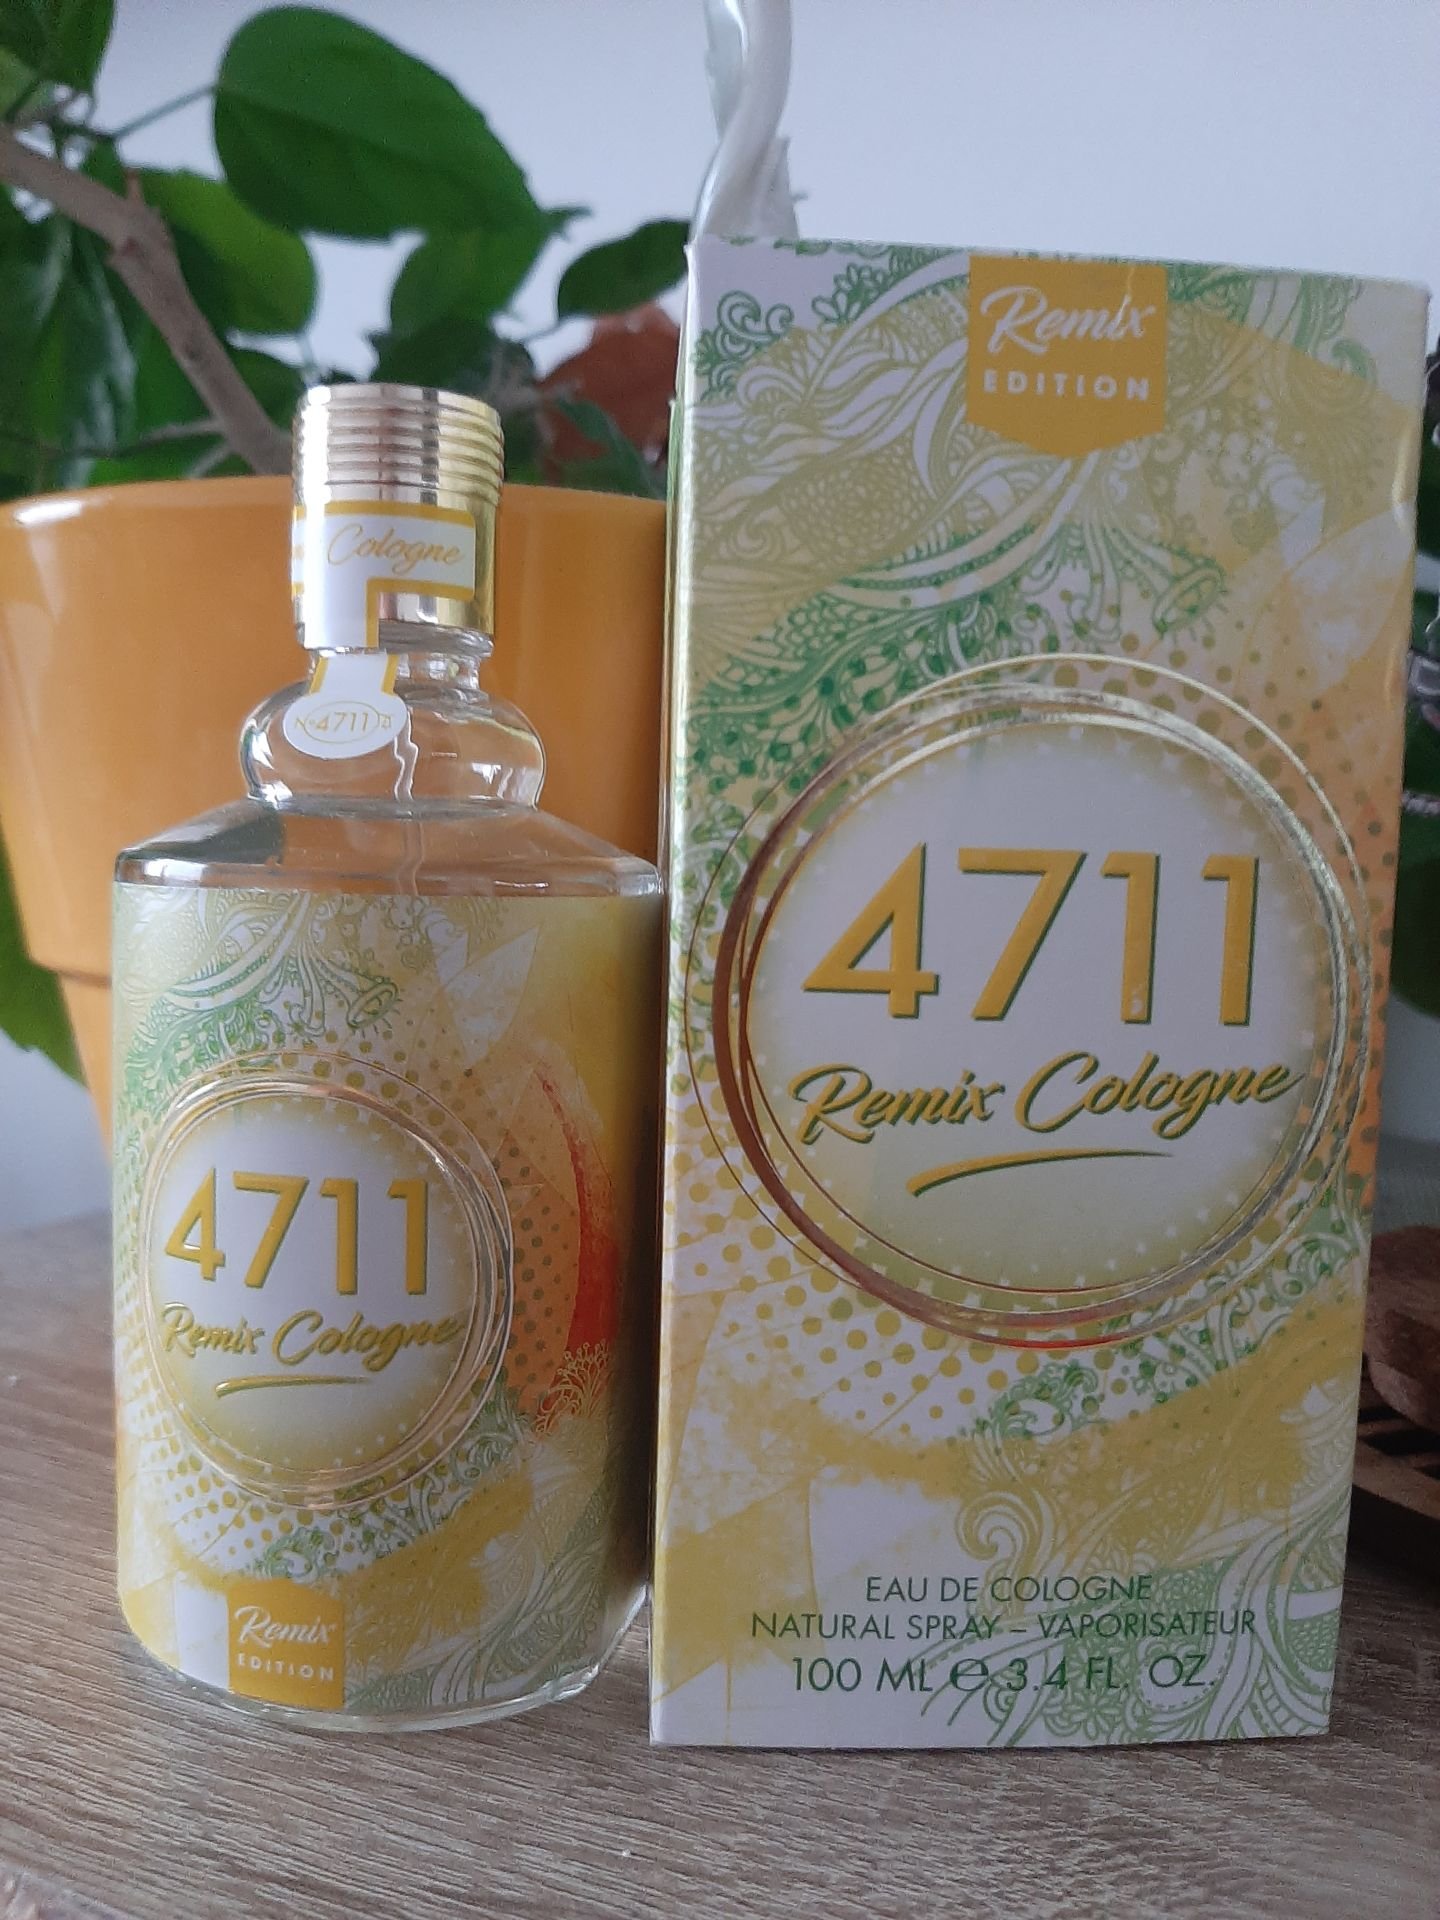 Cologne
Nº4711
4711
Remix Cologne
Remix
EDITION
Remix
EDITION
4711
Remix Cologne
EAU DE COLOGNE
NATURAL SPRAY – VAPORISATEUR
100 ML ℮ 3.4 FL. OZ.